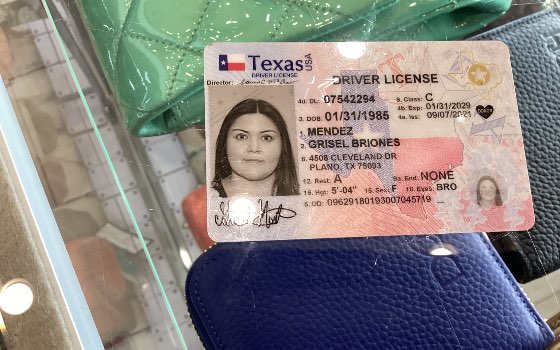 Texas USA
DRIVER LICENSE
Director:
DRIVER LICENSE
4d. DL: 07542294 9. Class: C
4b. Exp: 01/31/2029
3. DOB: 01/31/1985 4a. Iss: 09/07/2021
1. MENDEZ
2. GRISEL BRIONES
8. 4508 CLEVELAND DR
PLANO, TX 75093
12. Rest: A 9a. End: NONE
16. Hgt: 5'-04" 15. Sex: F 18. Eyes: BRO
5. DD: 09629180193007045719